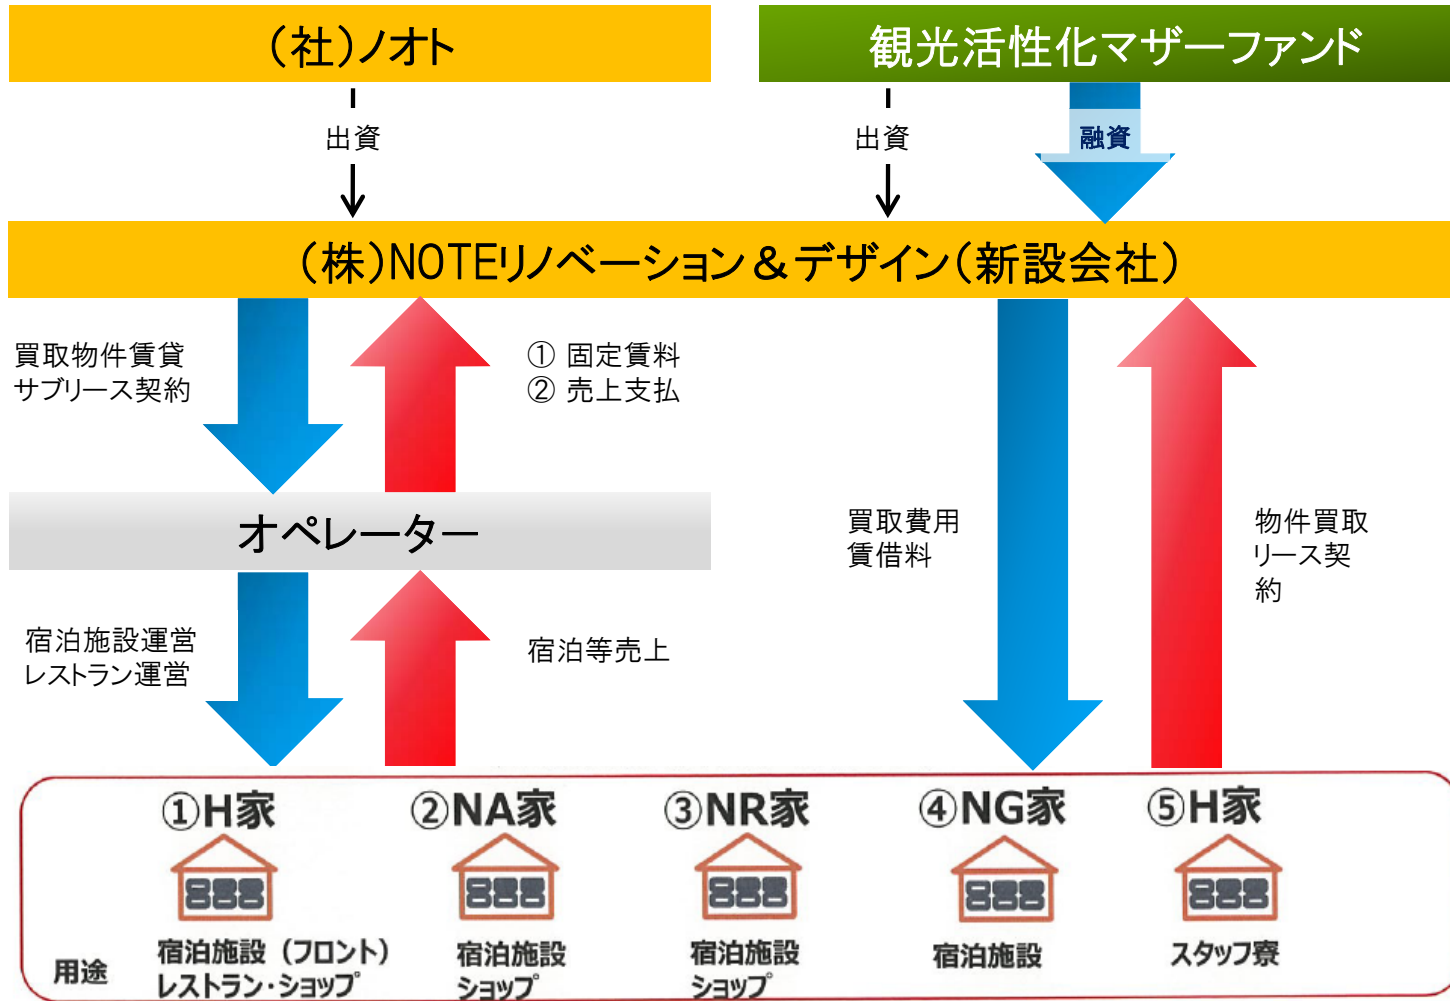 (社)ノオト
観光活性化マザーファンド
出資
出資
融資
(株)NOTEリノベーション＆デザイン(新設会社)
買取物件賃貸
サブリース契約
① 固定賃料
② 売上支払
オペレーター
買取費用
賃借料
物件買取
リース契
約
宿泊施設運営
レストラン運営
宿泊等売上
①H家
②NA家
③NR家
④NG家
⑤H家
用途
宿泊施設（フロント）
レストラン・ショップ
宿泊施設
ショップ
宿泊施設
ショップ
宿泊施設
スタッフ寮